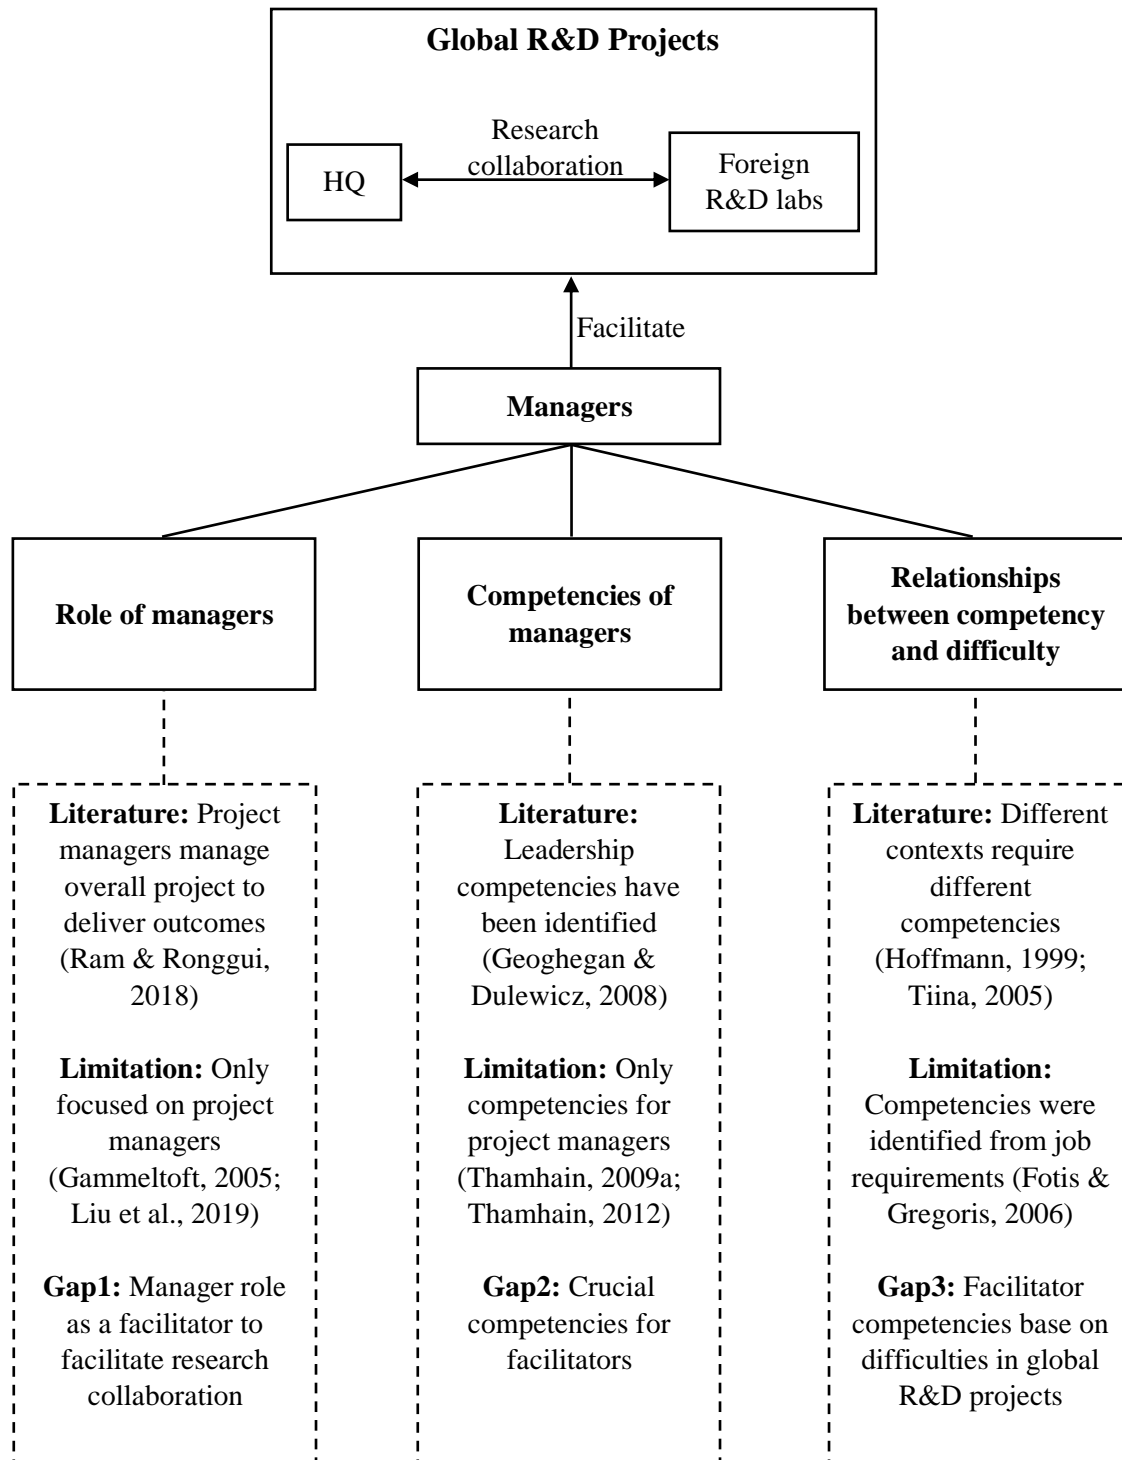 Global R&D Projects
Research
collaboration
HQ
Foreign
R&D labs
Facilitate
Managers
Role of managers
Competencies of
managers
Relationships
between competency
and difficulty
Literature: Project
managers manage
overall project to
deliver outcomes
(Ram & Ronggui,
2018)
Limitation: Only
focused on project
managers
(Gammeltoft, 2005;
Liu et al., 2019)
Gap1: Manager role
as a facilitator to
facilitate research
collaboration
Literature:
Leadership
competencies have
been identified
(Geoghegan &
Dulewicz, 2008)
Limitation: Only
competencies for
project managers
(Thamhain, 2009a;
Thamhain, 2012)
Gap2: Crucial
competencies for
facilitators
Literature: Different
contexts require
different
competencies
(Hoffmann, 1999;
Tiina, 2005)
Limitation:
Competencies were
identified from job
requirements (Fotis &
Gregoris, 2006)
Gap3: Facilitator
competencies base on
difficulties in global
R&D projects